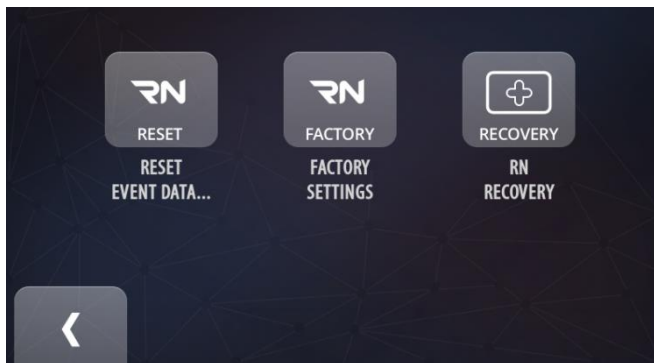 RN
RESET
RESET
EVENT DATA...
RN
FACTORY
FACTORY
SETTINGS
RECOVERY
RN
RECOVERY